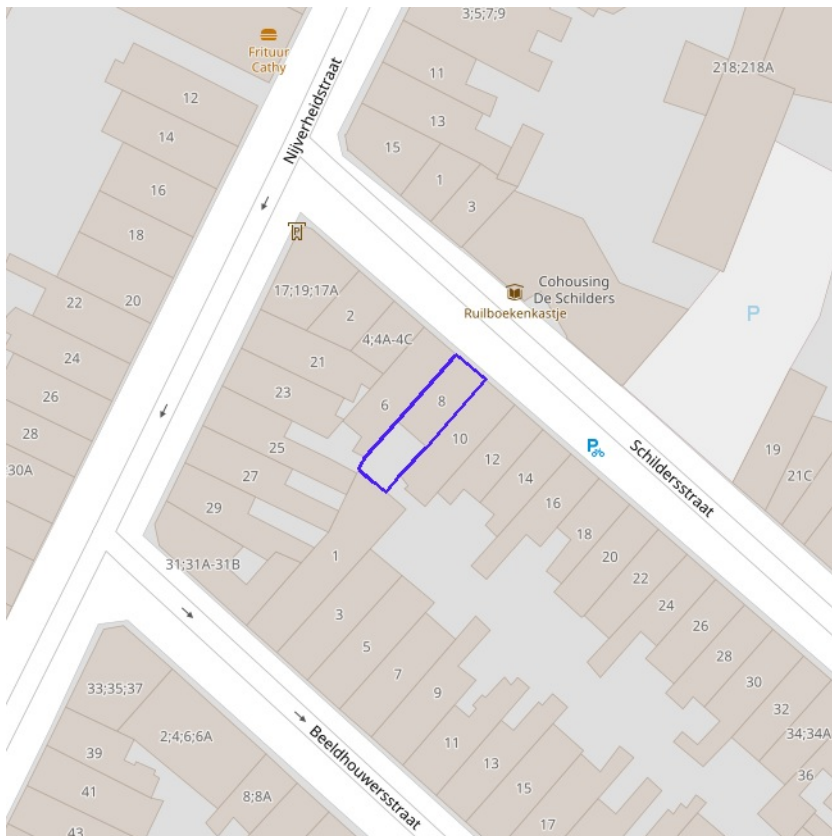 3;5;7;9
Frituur
Cathy
11
218;218A
12
Nijverheidstraat
13
14
15
1
16
3
18
Cohousing
De Schilders
17;19;17A
20
22
Ruilboekenkastje
2
P
4;4A-4C
24
21
23
26
8
6
28
25
10
Schildersstraat
P
19
12
30A
27
14
21C
16
29
18
31;31A-31B
1
20
22
24
3
26
5
28
7
30
33;35;37
9
32
2;4;6;6A
34;34A
11
39
13
36
Beeldhouwersstraat
15
41
8;8A
17
43